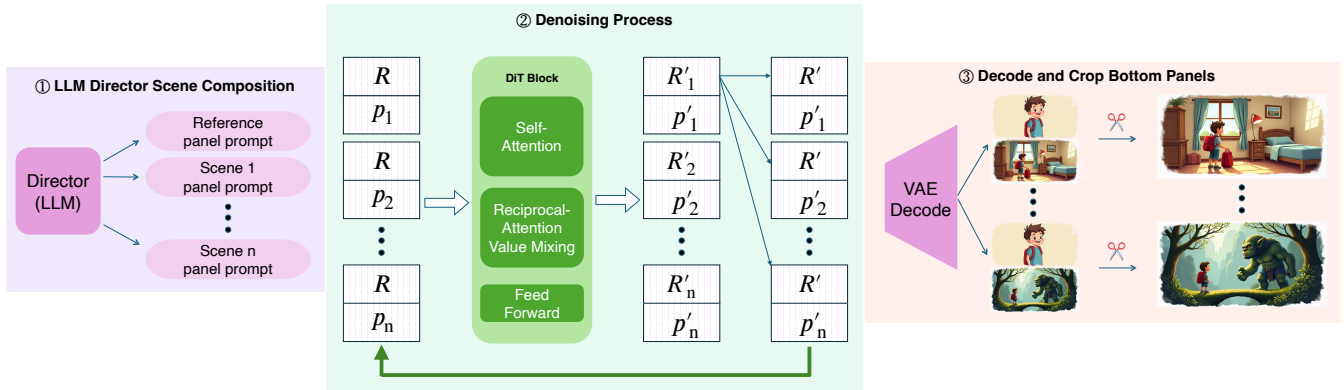 ① LLM Director Scene Composition
Director
(LLM)
Reference
panel prompt
Scene 1
panel prompt
Scene n
panel prompt
② Denoising Process
R
p1
R
p2
R
pn
DiT Block
Self-
Attention
Reciprocal-
Attention
Value Mixing
Feed
Forward
R'1
p'1
R'2
p'2
R'n
p'n
R'
p'1
R'
p'2
R'
p'n
③ Decode and Crop Bottom Panels
VAE
Decode